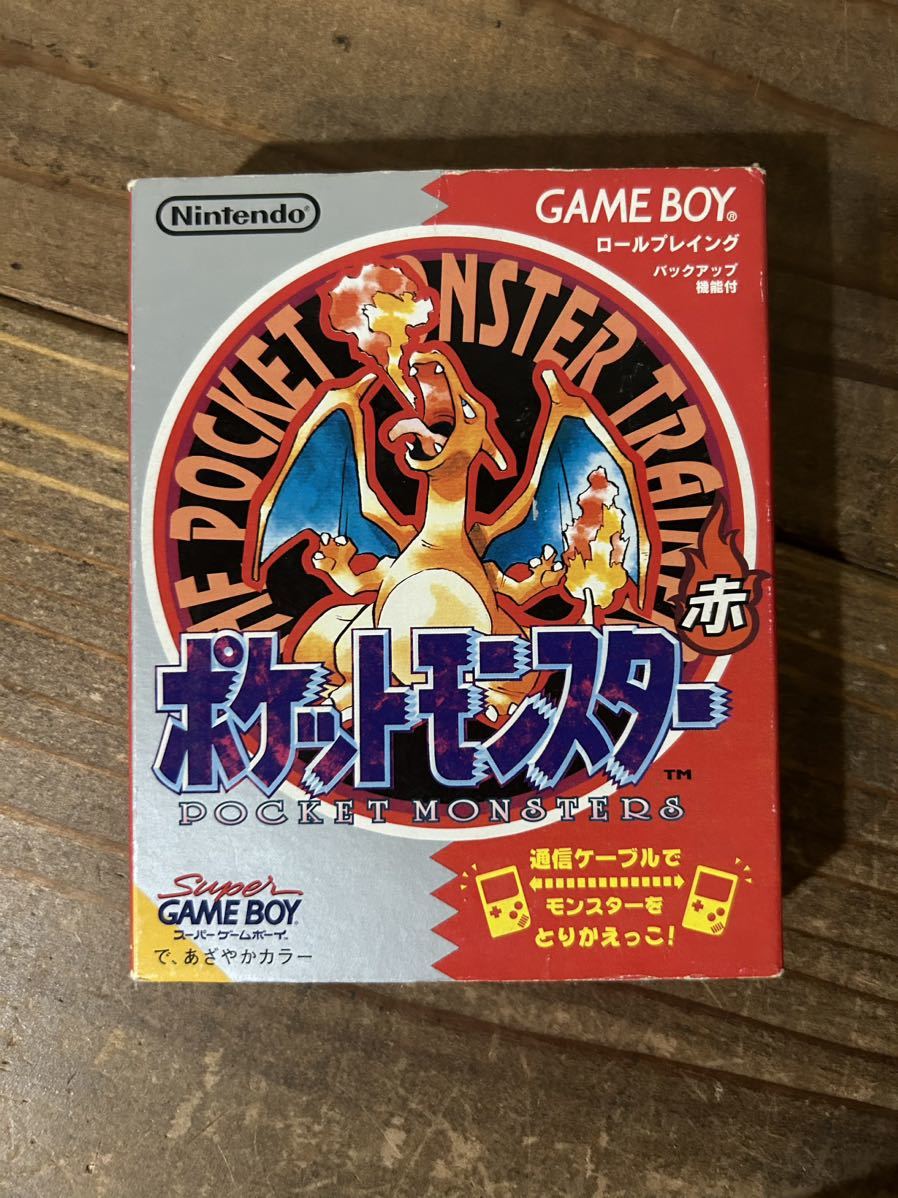 Nintendo®
GAME BOY®
ロールプレイング
バックアップ
機能付
POCKET MONSTER
赤
ポケットモンスター
TM
POCKET MONSTERS
通信ケーブルで
モンスターを
とりかえっこ!
Super
GAME BOY
スーパーゲームボーイ
で、あざやかカラー